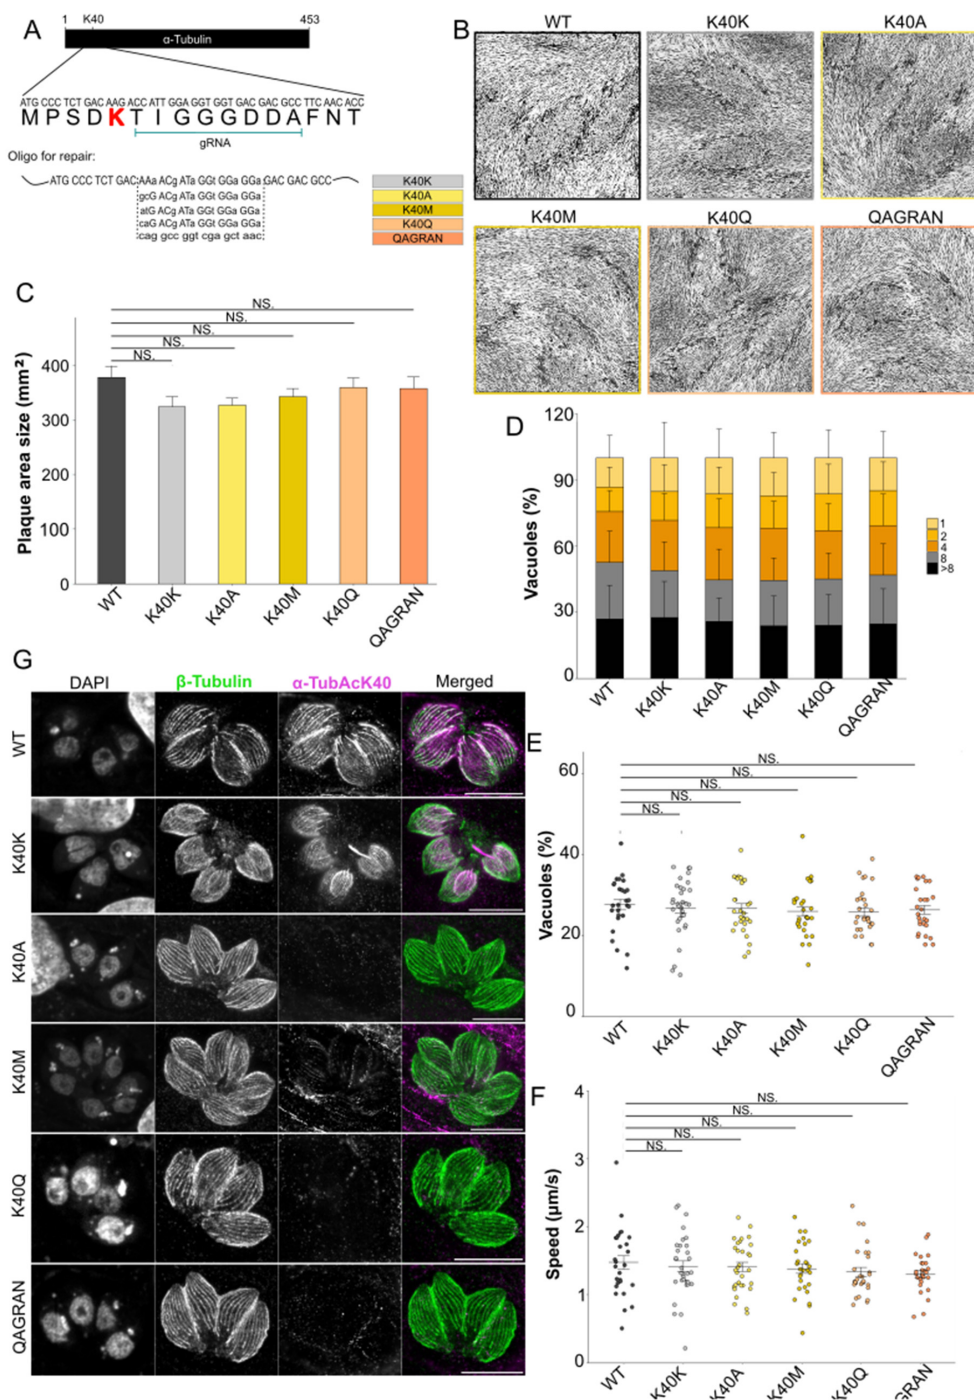 A
1 K40 453
α-Tubulin
ATG CCC TCT GAC AAG ACC ATT GGA GGT GGT GAC GAC GCC TTC AAC ACC
M P S D K T I G G G D D A F N T
gRNA
Oligo for repair:
ATG CCC TCT GAC AAa ACg ATa GGt GGa GGa GAC GAC GCC
gcG ACg ATa GGt GGa GGa
atG ACg ATa GGt GGa GGa
caG ACg ATa GGt GGa GGa
cag gcc ggt cga gct aac
K40K
K40A
K40M
K40Q
QAGRAN
B
WT K40K K40A
K40M K40Q QAGRAN
C
NS.
NS.
NS.
NS.
NS.
Plaque area size (mm²)
400
300
200
100
0
WT K40K K40A K40M K40Q QAGRAN
D
Vacuoles (%)
120
90
60
30
0
1
2
4
8
>8
WT K40K K40A K40M K40Q QAGRAN
G
DAPI β-Tubulin α-TubAcK40 Merged
WT
K40K
K40A
K40M
K40Q
QAGRAN
E
NS.
NS.
NS.
NS.
NS.
Vacuoles (%)
60
40
20
0
WT K40K K40A K40M K40Q QAGRAN
F
NS.
NS.
NS.
NS.
NS.
Speed (µm/s)
4
3
2
1
0
WT K40K K40A K40M K40Q GRAN